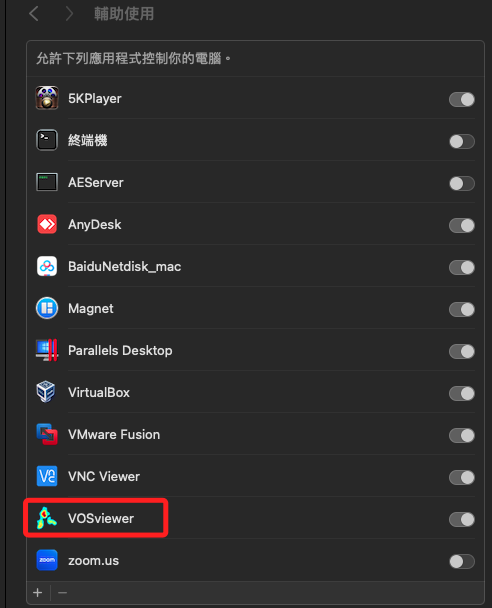 輔助使用
允許下列應用程式控制你的電腦。
5KPlayer
終端機
AEServer
AnyDesk
BaiduNetdisk_mac
Magnet
Parallels Desktop
VirtualBox
VMware Fusion
VNC Viewer
VOSviewer
zoom zoom.us